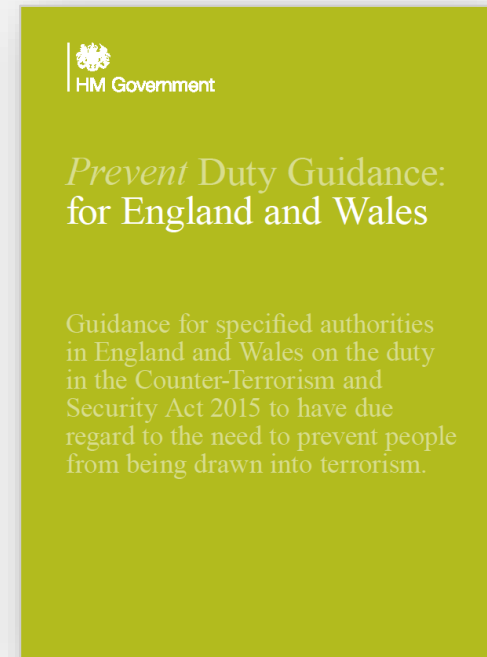 HM Government
Prevent Duty Guidance:
for England and Wales
Guidance for specified authorities
in England and Wales on the duty
in the Counter-Terrorism and
Security Act 2015 to have due
regard to the need to prevent people
from being drawn into terrorism.